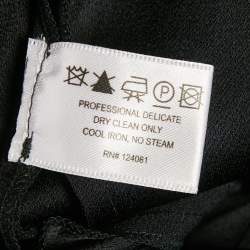 P
PROFESSIONAL DELICATE
DRY CLEAN ONLY
COOL IRON, NO STEAM
RN# 124081